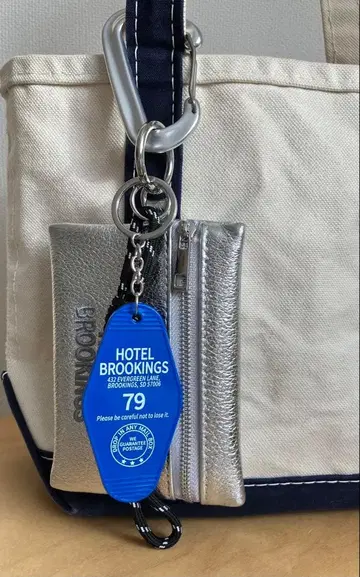 HOTEL
BROOKINGS
432 EVERGREEN LANE,
BROOKINGS, SD 57006
79
Please be careful not to lose it.
DROP IN ANY MAIL BOX
WE
GUARANTEE
POSTAGE
BROOKINGS